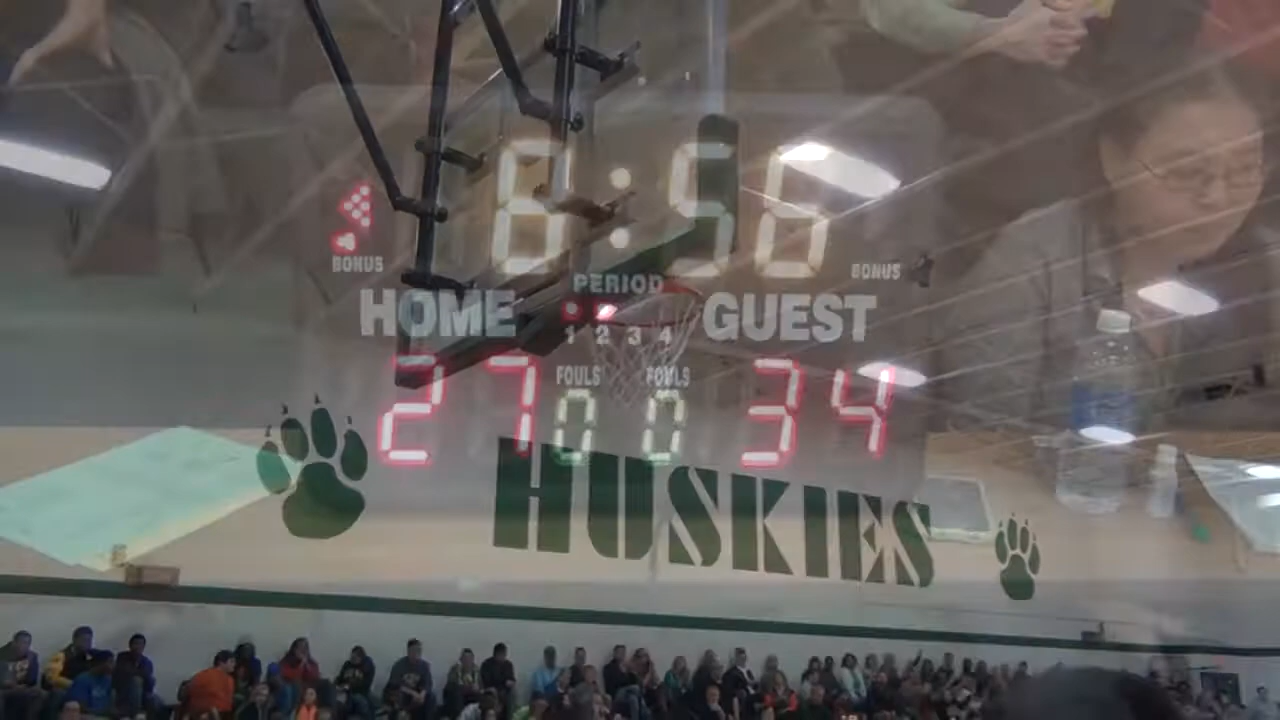 8:56
BONUS BONUS
PERIOD
HOME GUEST
1 2 3 4
FOULS FOULS
27 0 0 34
HUSKIES